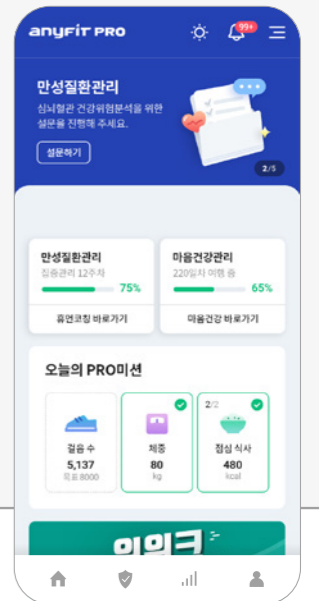 anyFiT PRO
99+
만성질환관리
심뇌혈관 건강위험분석을 위한
설문을 진행해 주세요.
설문하기
2/5
만성질환관리
집중관리 12주차
75%
휴연코칭 바로가기
마음건강관리
220일차 여행 중
65%
마음건강 바로가기
오늘의 PRO미션
걸음 수
5,137
목표 8000
체중
80
kg
2/2
점심 식사
480
kcal